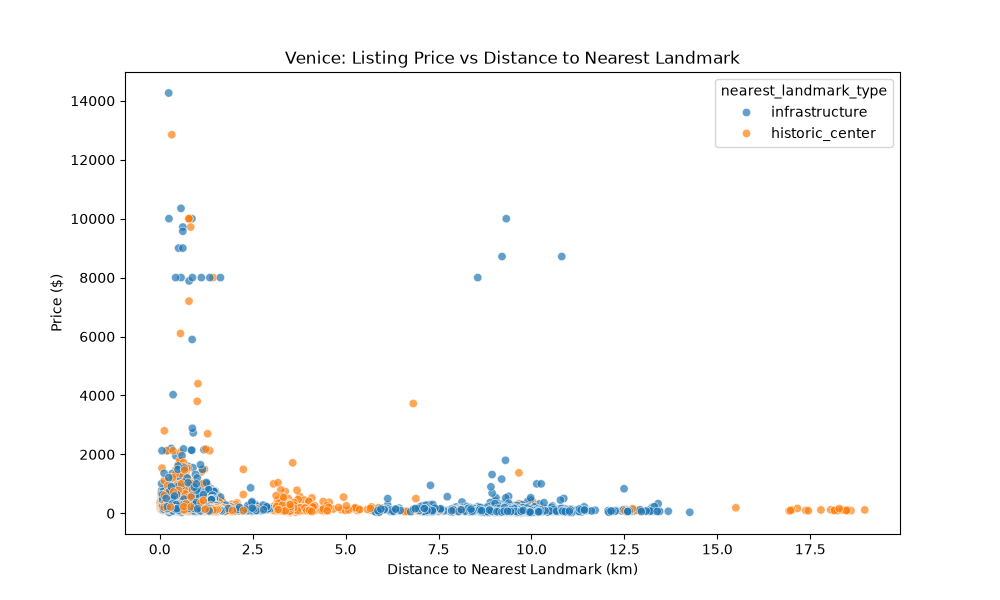 Venice: Listing Price vs Distance to Nearest Landmark
nearest_landmark_type
infrastructure
historic_center
Price ($)
14000
12000
10000
8000
6000
4000
2000
0
0.0 2.5 5.0 7.5 10.0 12.5 15.0 17.5
Distance to Nearest Landmark (km)